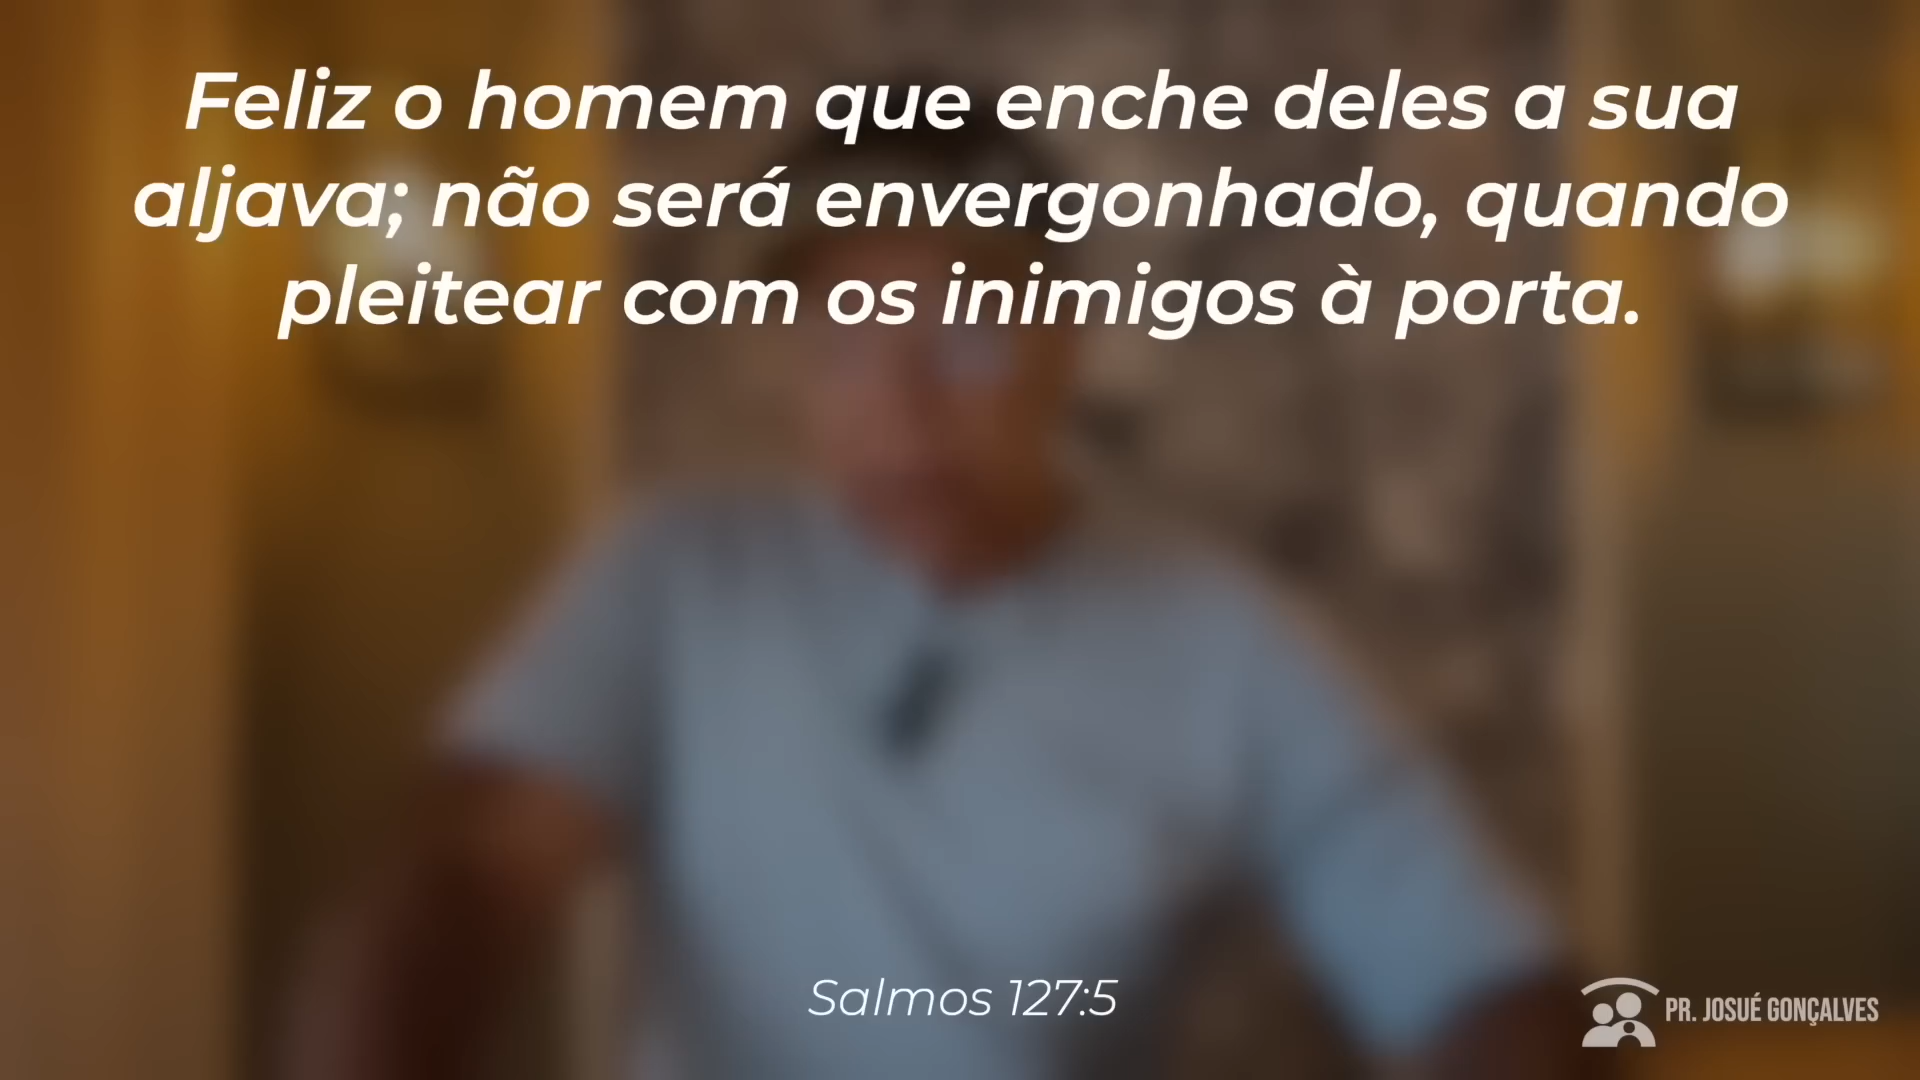 Feliz o homem que enche deles a sua
aljava; não será envergonhado, quando
pleitear com os inimigos à porta.
Salmos 127:5
PR. JOSUÉ GONÇALVES